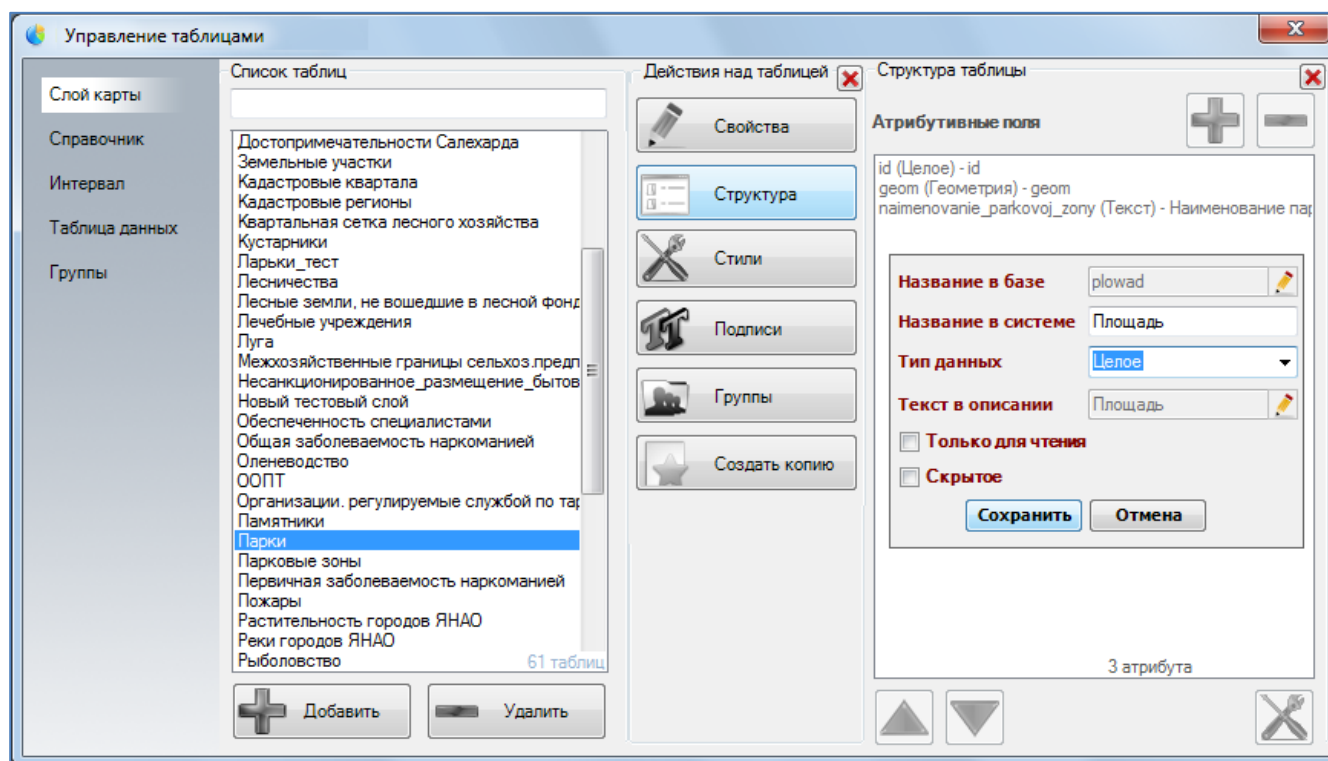 Управление таблицами
Слой карты
Справочник
Интервал
Таблица данных
Группы
Список таблиц
Достопримечательности Салехарда
Земельные участки
Кадастровые квартала
Кадастровые регионы
Квартальная сетка лесного хозяйства
Кустарники
Ларьки_тест
Лесничества
Лесные земли, не вошедшие в лесной фонд
Лечебные учреждения
Луга
Межхозяйственные границы сельхоз.предп
Несанкционированное_размещение_бытов
Новый тестовый слой
Обеспеченность специалистами
Общая заболеваемость наркоманией
Оленеводство
ООПТ
Организации. регулируемые службой по тар
Памятники
Парки
Парковые зоны
Первичная заболеваемость наркоманией
Пожары
Растительность городов ЯНАО
Реки городов ЯНАО
Рыболовство
61 таблиц
Добавить
Удалить
Действия над таблицей
Свойства
Структура
Стили
Подписи
Группы
Создать копию
Структура таблицы
Атрибутивные поля
id (Целое) - id
geom (Геометрия) - geom
naimenovanie_parkovoj_zony (Текст) - Наименование пар
Название в базе plowad
Название в системе Площадь
Тип данных Целое
Текст в описании Площадь
Только для чтения
Скрытое
Сохранить Отмена
3 атрибута